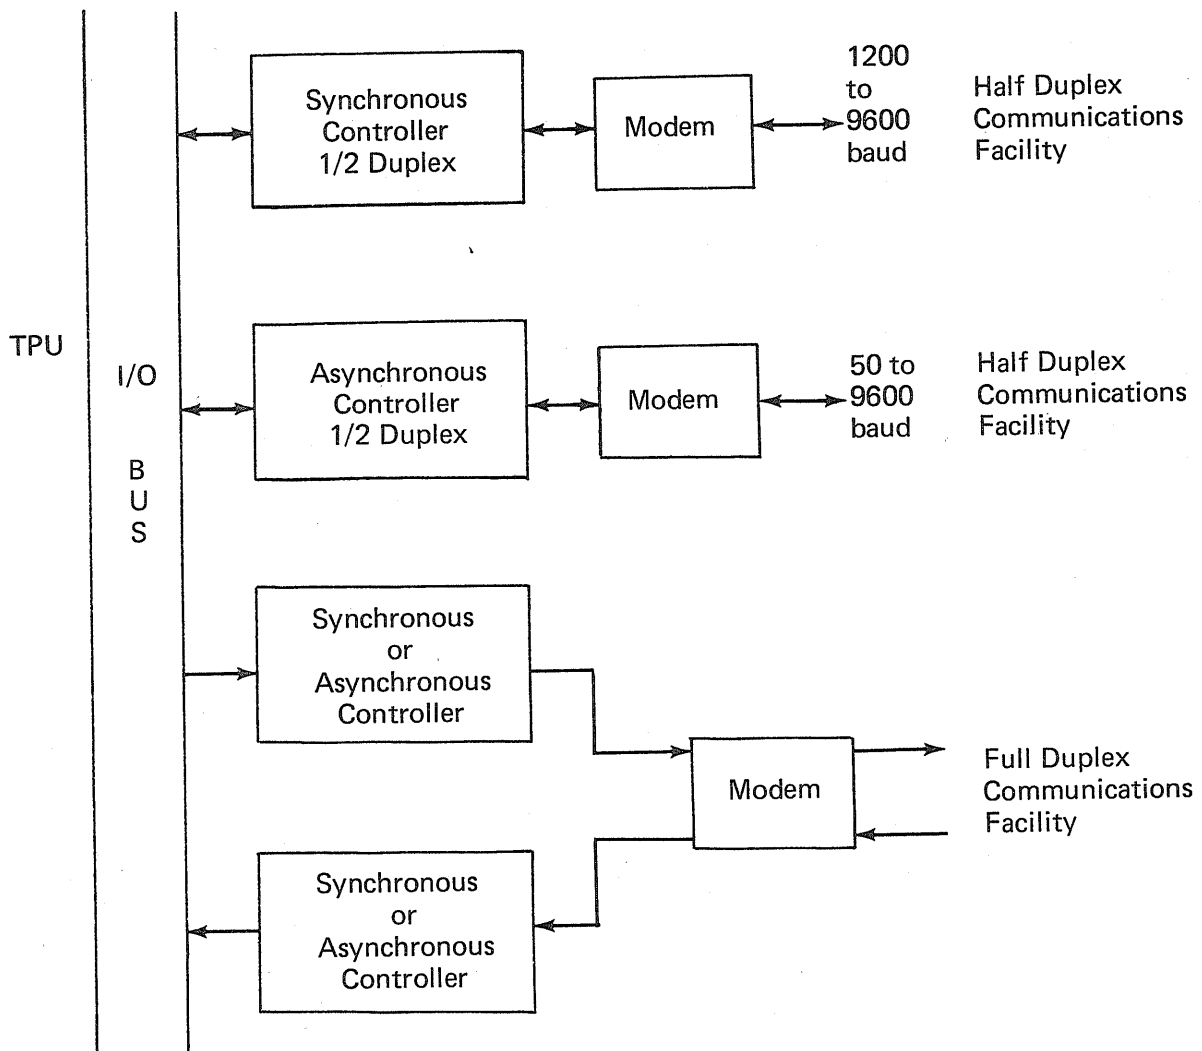 TPU
I/O
B
U
S
Synchronous
Controller
1/2 Duplex
Modem
1200
to
9600
baud
Half Duplex
Communications
Facility
Asynchronous
Controller
1/2 Duplex
Modem
50 to
9600
baud
Half Duplex
Communications
Facility
Synchronous
or
Asynchronous
Controller
Modem
Full Duplex
Communications
Facility
Synchronous
or
Asynchronous
Controller